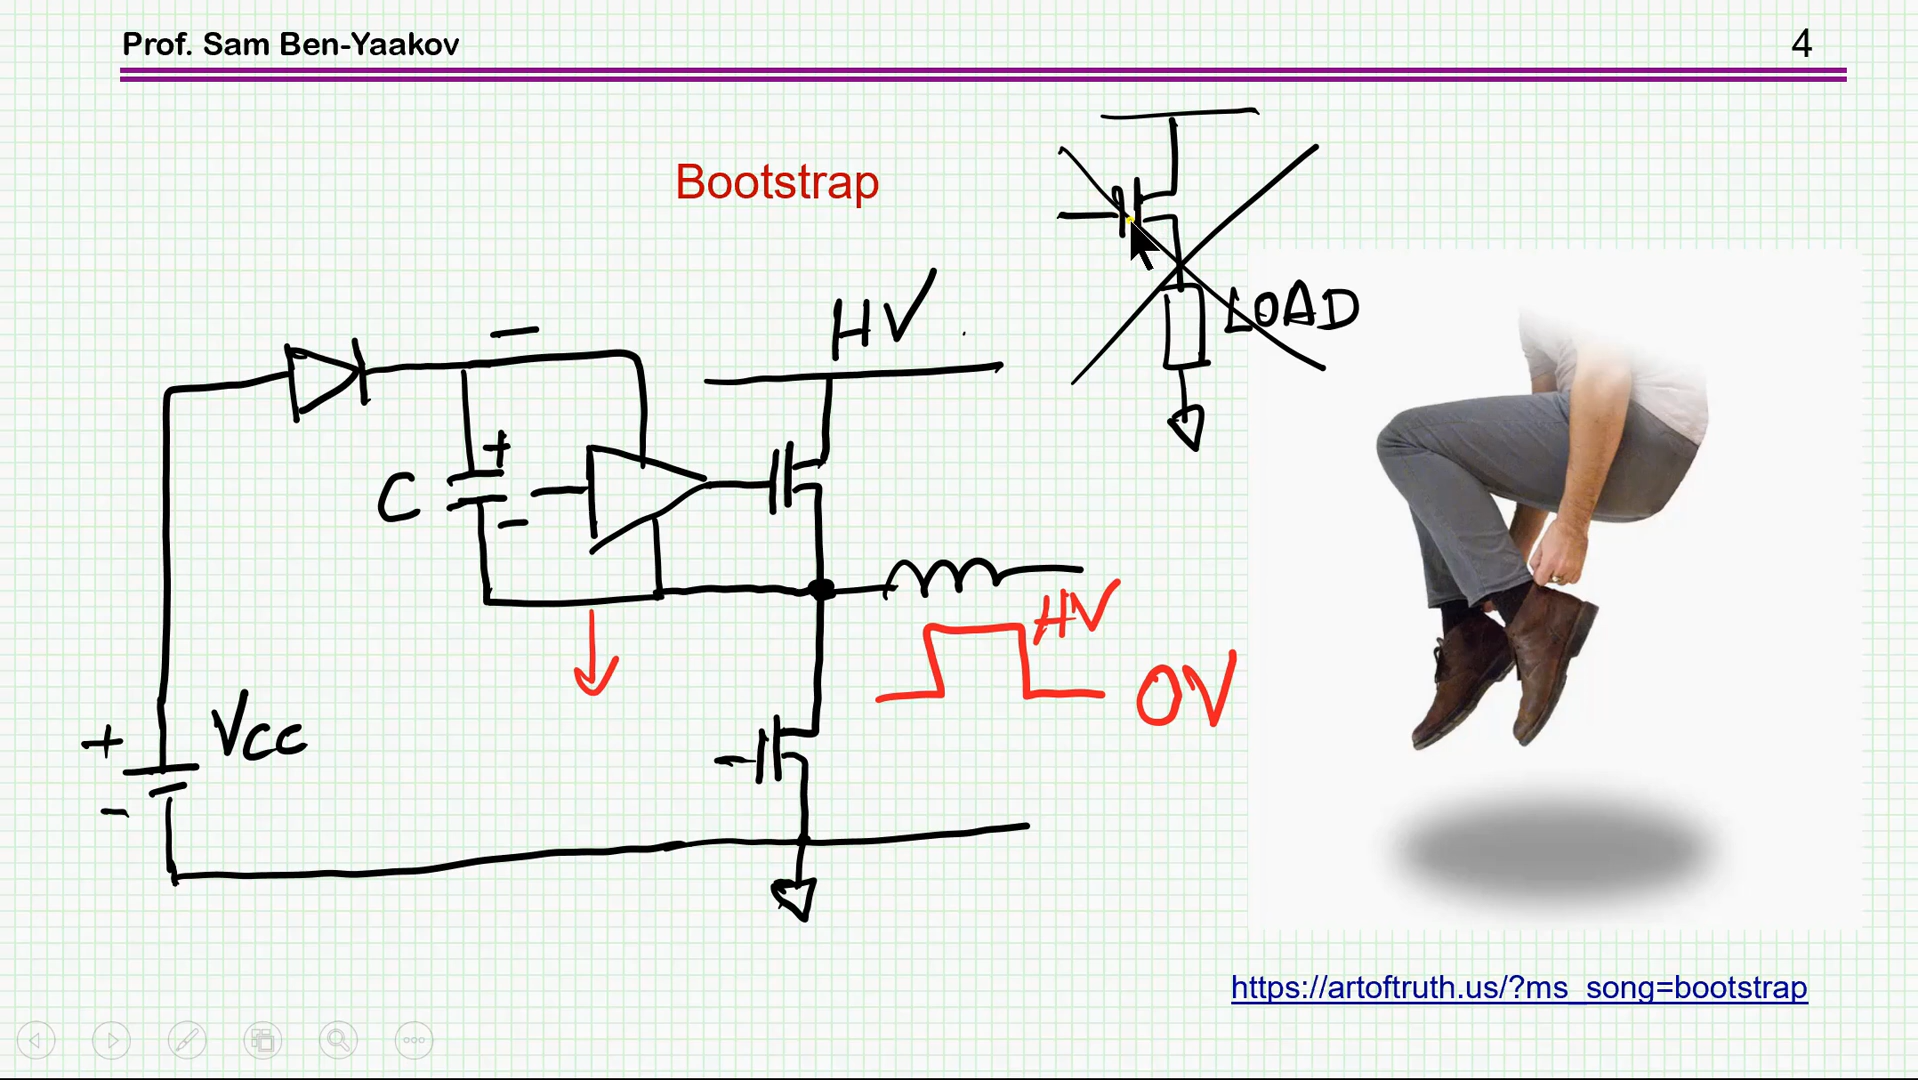 Prof. Sam Ben-Yaakov
4
Bootstrap
HV
LOAD
+
C
-
HV
0V
+
Vcc
-
https://artoftruth.us/?ms_song=bootstrap